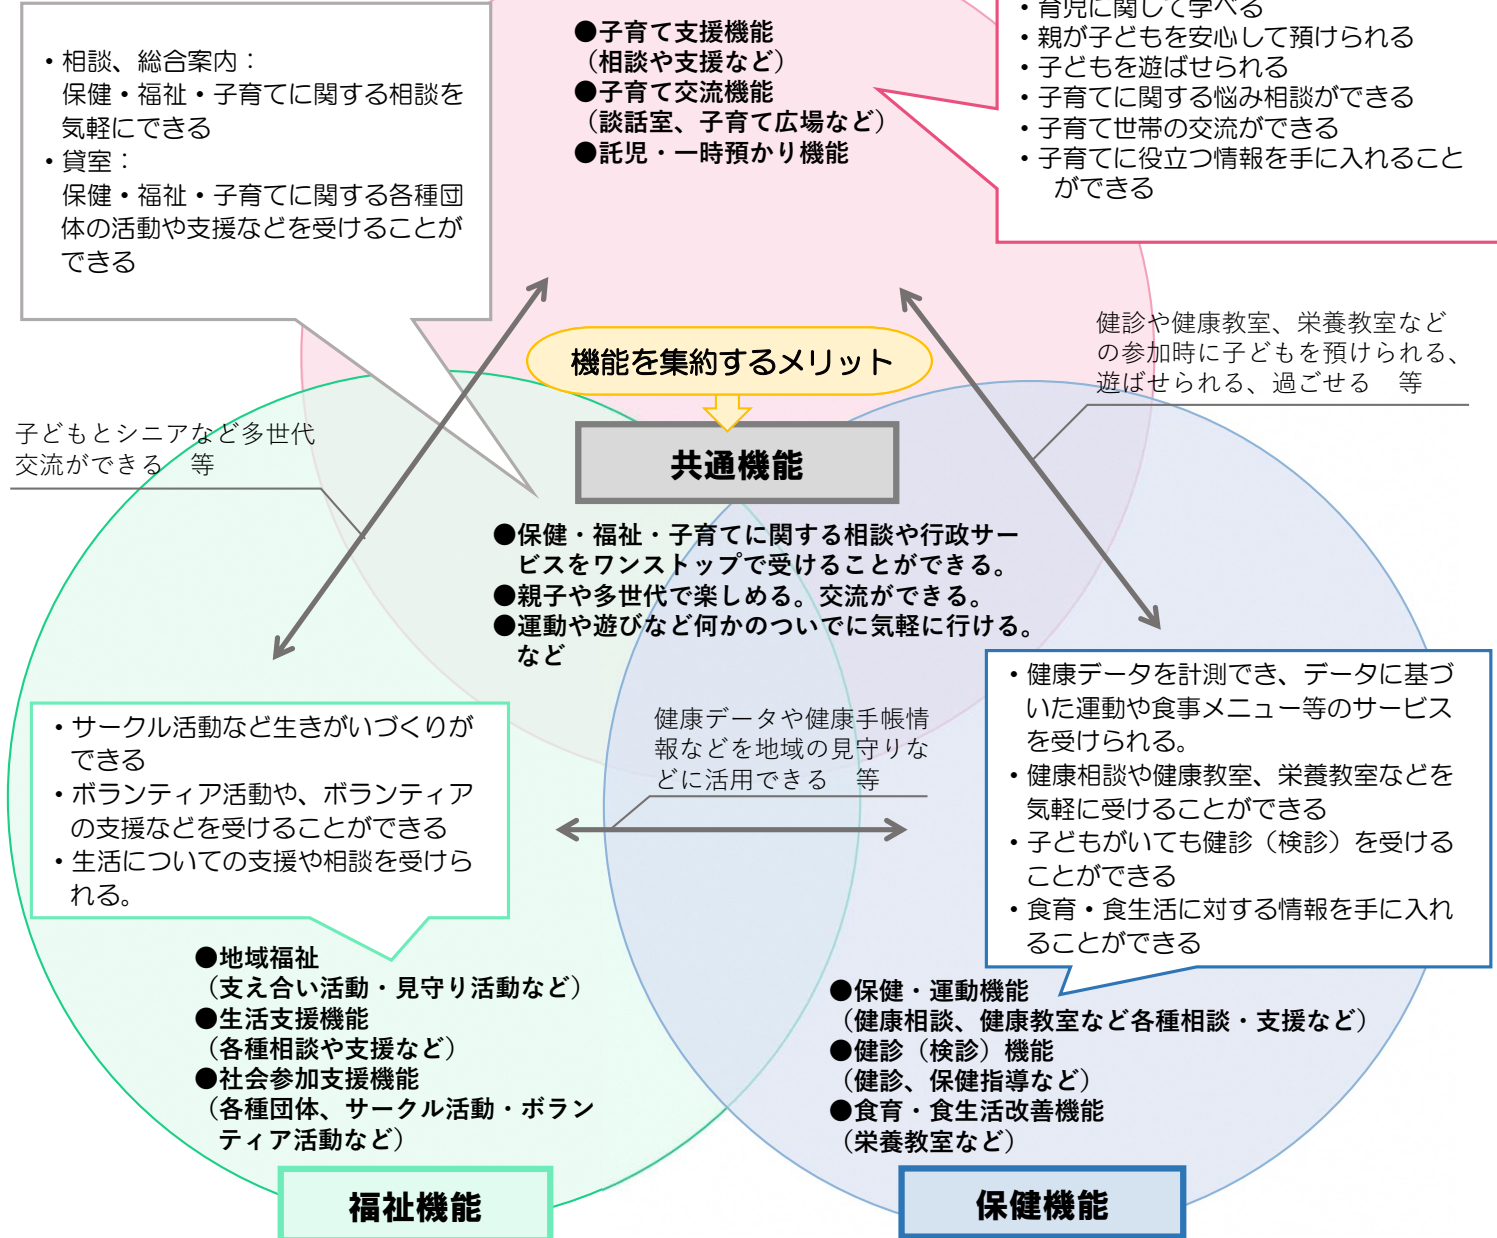 ・相談、総合案内：
保健・福祉・子育てに関する相談を
気軽にできる
・貸室：
保健・福祉・子育てに関する各種団
体の活動や支援などを受けることが
できる
●子育て支援機能
（相談や支援など）
●子育て交流機能
（談話室、子育て広場など）
●託児・一時預かり機能
・育児に関して学べる
・親が子どもを安心して預けられる
・子どもを遊ばせられる
・子育てに関する悩み相談ができる
・子育て世帯の交流ができる
・子育てに役立つ情報を手に入れること
ができる
機能を集約するメリット
健診や健康教室、栄養教室など
の参加時に子どもを預けられる、
遊ばせられる、過ごせる　等
子どもとシニアなど多世代
交流ができる　等
共通機能
●保健・福祉・子育てに関する相談や行政サー
ビスをワンストップで受けることができる。
●親子や多世代で楽しめる。交流ができる。
●運動や遊びなど何かのついでに気軽に行ける。
など
健康データや健康手帳情
報などを地域の見守りな
どに活用できる　等
・サークル活動など生きがいづくりが
できる
・ボランティア活動や、ボランティア
の支援などを受けることができる
・生活についての支援や相談を受けら
れる。
・健康データを計測でき、データに基づ
いた運動や食事メニュー等のサービス
を受けられる。
・健康相談や健康教室、栄養教室などを
気軽に受けることができる
・子どもがいても健診（検診）を受ける
ことができる
・食育・食生活に対する情報を手に入れ
ることができる
●地域福祉
（支え合い活動・見守り活動など）
●生活支援機能
（各種相談や支援など）
●社会参加支援機能
（各種団体、サークル活動・ボラン
ティア活動など）
●保健・運動機能
（健康相談、健康教室など各種相談・支援など）
●健診（検診）機能
（健診、保健指導など）
●食育・食生活改善機能
（栄養教室など）
福祉機能
保健機能